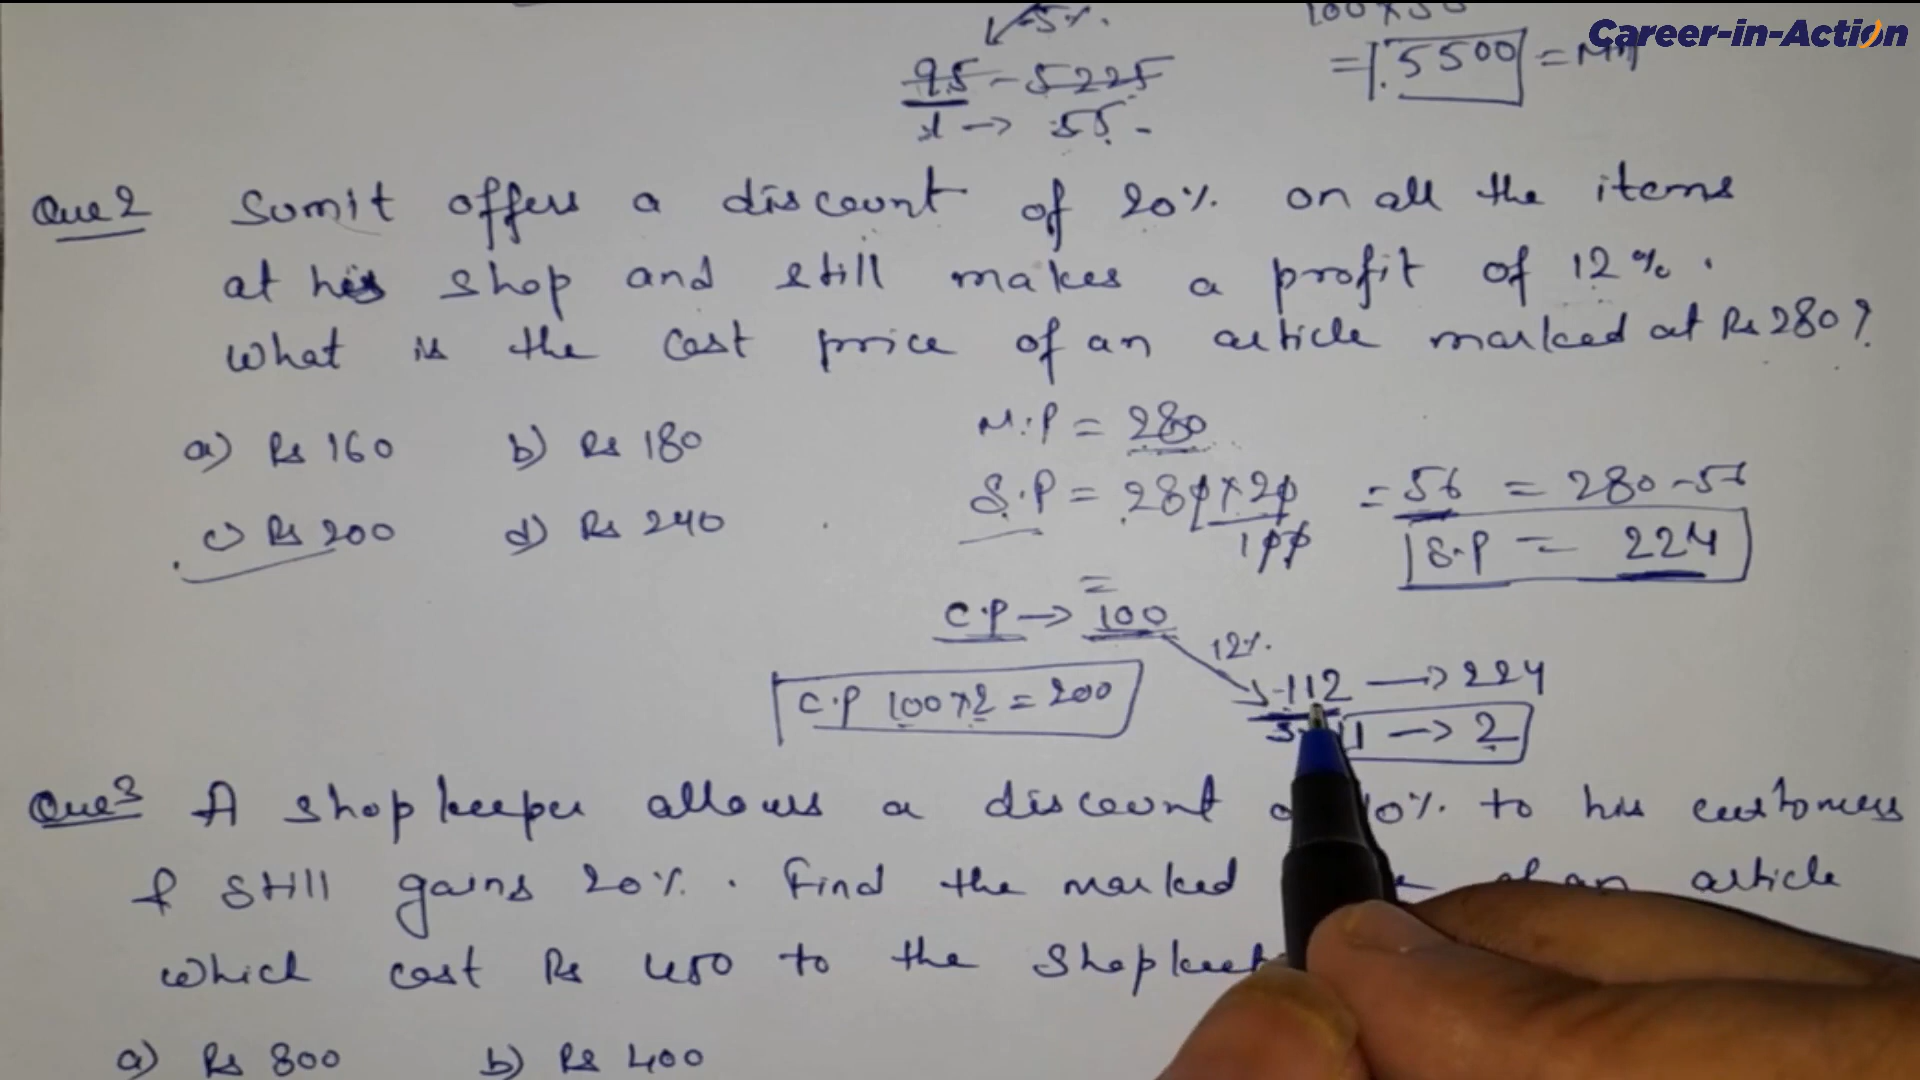 Career-in-Action
5%.
95 - 5225
= 5500 =
1 -> 55 -
Que 2 Sumit offers a discount of 20% on all the items
at his shop and still makes a profit of 12%.
What is the cost price of an article marked at Rs 280?
a) Rs 160 b) Rs 180
c) Rs 200 d) Rs 240
M.P = 280
S.P = 280 x 20 = 56 = 280 - 56
100
S.P = 224
C.P -> 100
12%.
112 -> 224
1 -> 2
C.P 100 x 2 = 200
Que 3 A shopkeeper allows a discount 10%. to his customers
& still gains 20%. Find the marked of an article
which cost Rs 450 to the
a) Rs 800 b) Rs 400